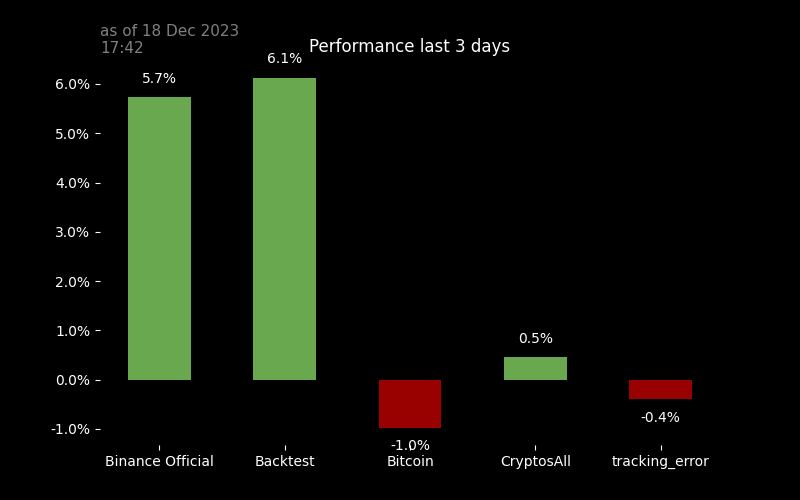 as of 18 Dec 2023
17:42
Performance last 3 days
6.1%
5.7%
6.0%
5.0%
4.0%
3.0%
2.0%
1.0%
0.5%
0.0%
-0.4%
-1.0%
-1.0%
Binance Official
Backtest
Bitcoin
CryptosAll
tracking_error